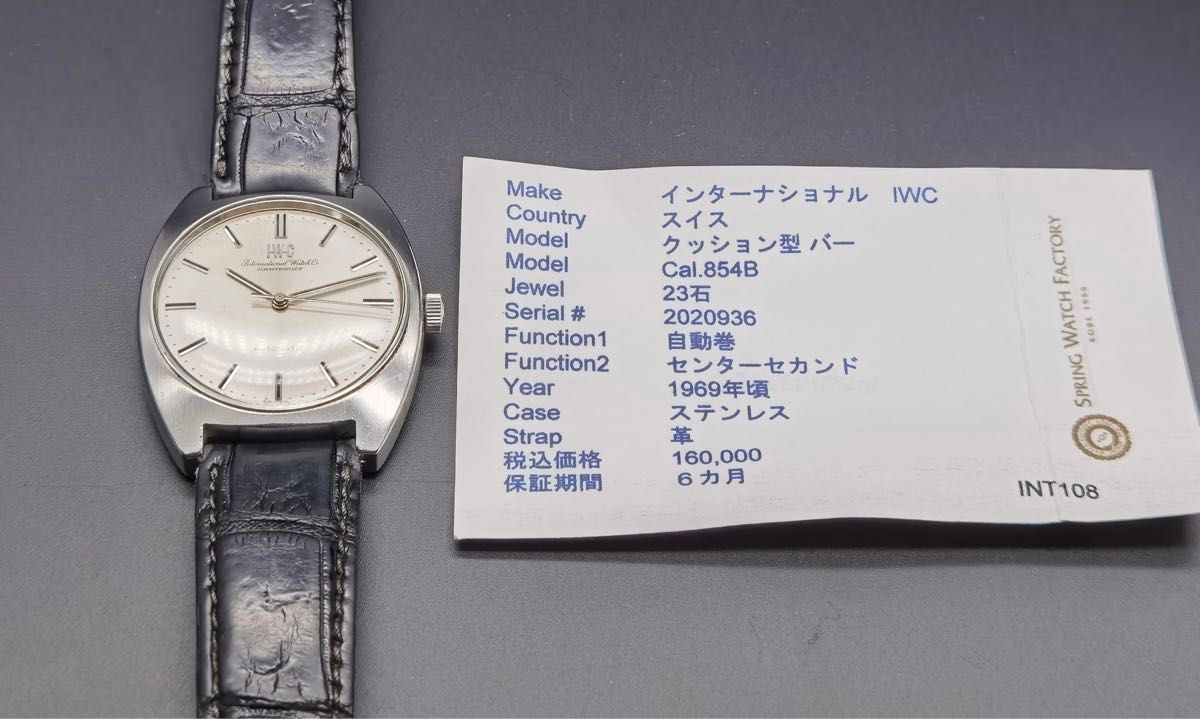 IWC
International Watch Co
SCHAFFHAUSEN
AUTOMATIC
Make インターナショナル IWC
Country スイス
Model クッション型 バー
Model Cal.854B
Jewel 23石
Serial # 2020936
Function1 自動巻
Function2 センターセカンド
Year 1969年頃
Case ステンレス
Strap 革
税込価格 160,000
保証期間 6カ月
SPRING WATCH FACTORY
KOBE 1950
INT108